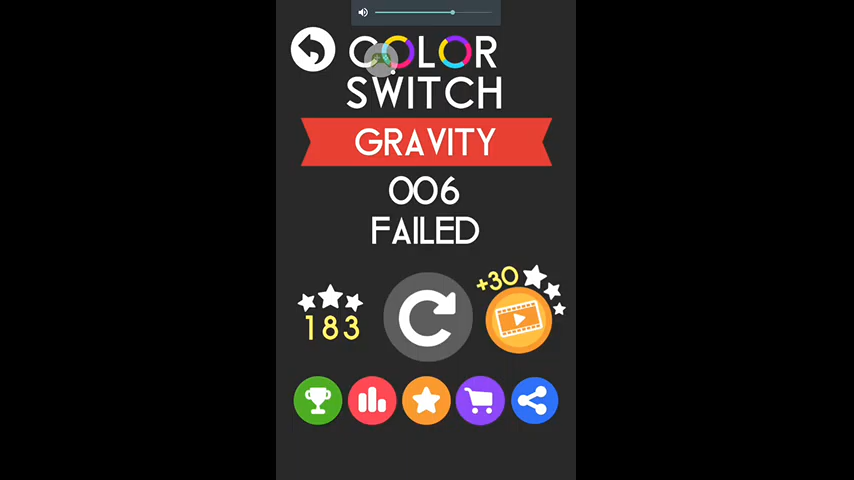 COLOR
SWITCH
GRAVITY
006
FAILED
+30
183